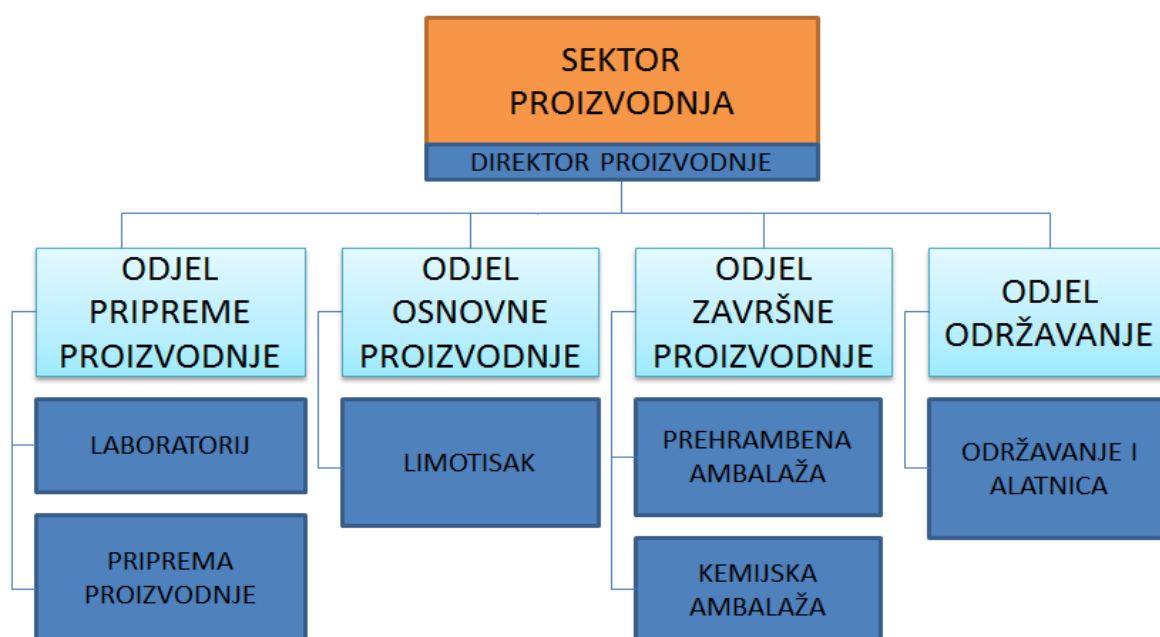 SEKTOR
PROIZVODNJA
DIREKTOR PROIZVODNJE
ODJEL
PRIPREME
PROIZVODNJE
LABORATORIJ
PRIPREMA
PROIZVODNJE
ODJEL
OSNOVNE
PROIZVODNJE
LIMOTISAK
ODJEL
ZAVRŠNE
PROIZVODNJE
PREHRAMBENA
AMBALAŽA
KEMIJSKA
AMBALAŽA
ODJEL
ODRŽAVANJE
ODRŽAVANJE I
ALATNICA